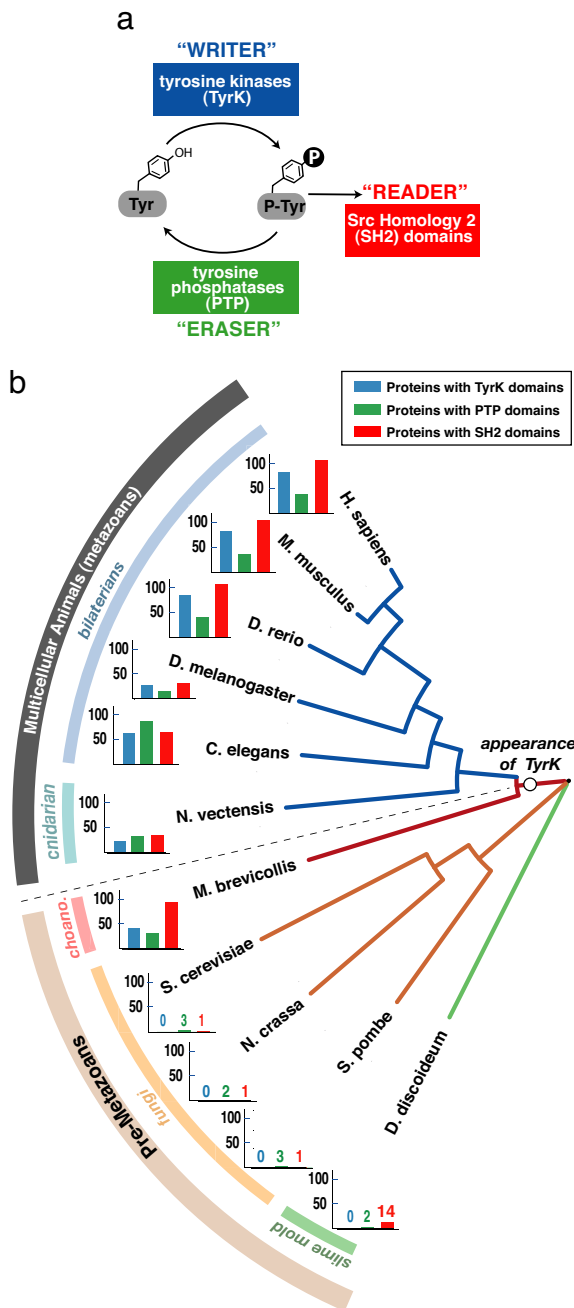 a
“WRITER”
tyrosine kinases
(TyrK)
OH
P
Tyr
P-Tyr
“READER”
Src Homology 2
(SH2) domains
tyrosine
phosphatases
(PTP)
“ERASER”
b
Proteins with TyrK domains
Proteins with PTP domains
Proteins with SH2 domains
Multicellular Animals (metazoans)
bilaterians
cnidarian
100
50
H. sapiens
100
50
M. musculus
100
50
D. rerio
100
50
D. melanogaster
100
50
C. elegans
appearance
of TyrK
100
50
N. vectensis
Pre-Metazoans
choano.
fungi
slime mold
100
50
M. brevicollis
100
50
0 3 1
S. cerevisiae
100
50
0 2 1
N. crassa
100
50
0 3 1
S. pombe
100
50
0 2 14
D. discoideum